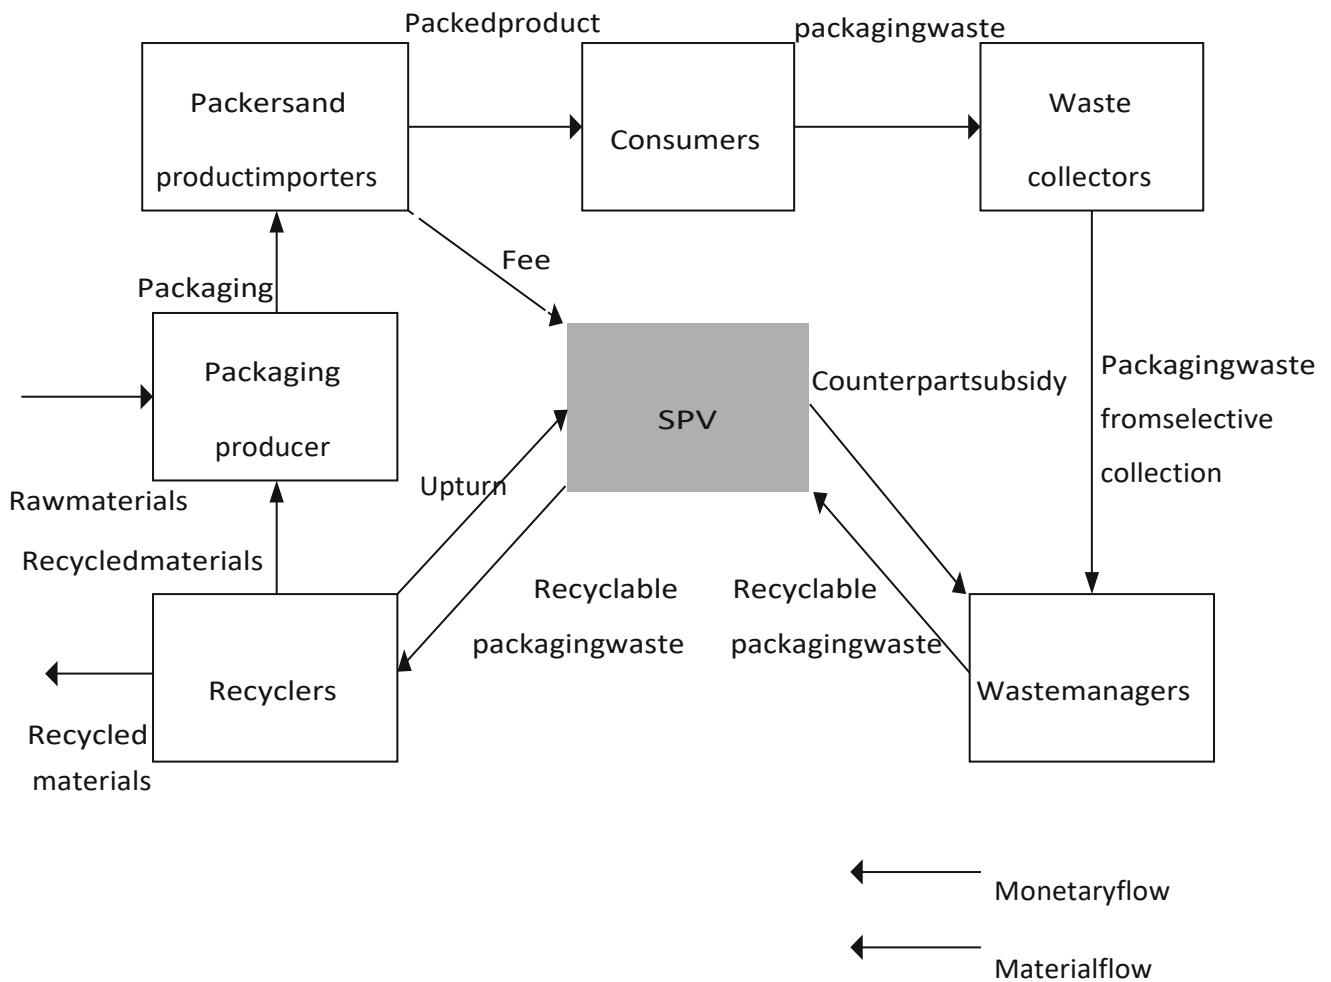 Packedproduct
packagingwaste
Packersand
productimporters
Consumers
Waste
collectors
Fee
Packaging
Packaging
producer
SPV
Counterpartsubsidy
Packagingwaste
fromselective
collection
Upturn
Rawmaterials
Recycledmaterials
Recyclable
packagingwaste
Recyclable
packagingwaste
Recyclers
Wastemanagers
Recycled
materials
Monetaryflow
Materialflow